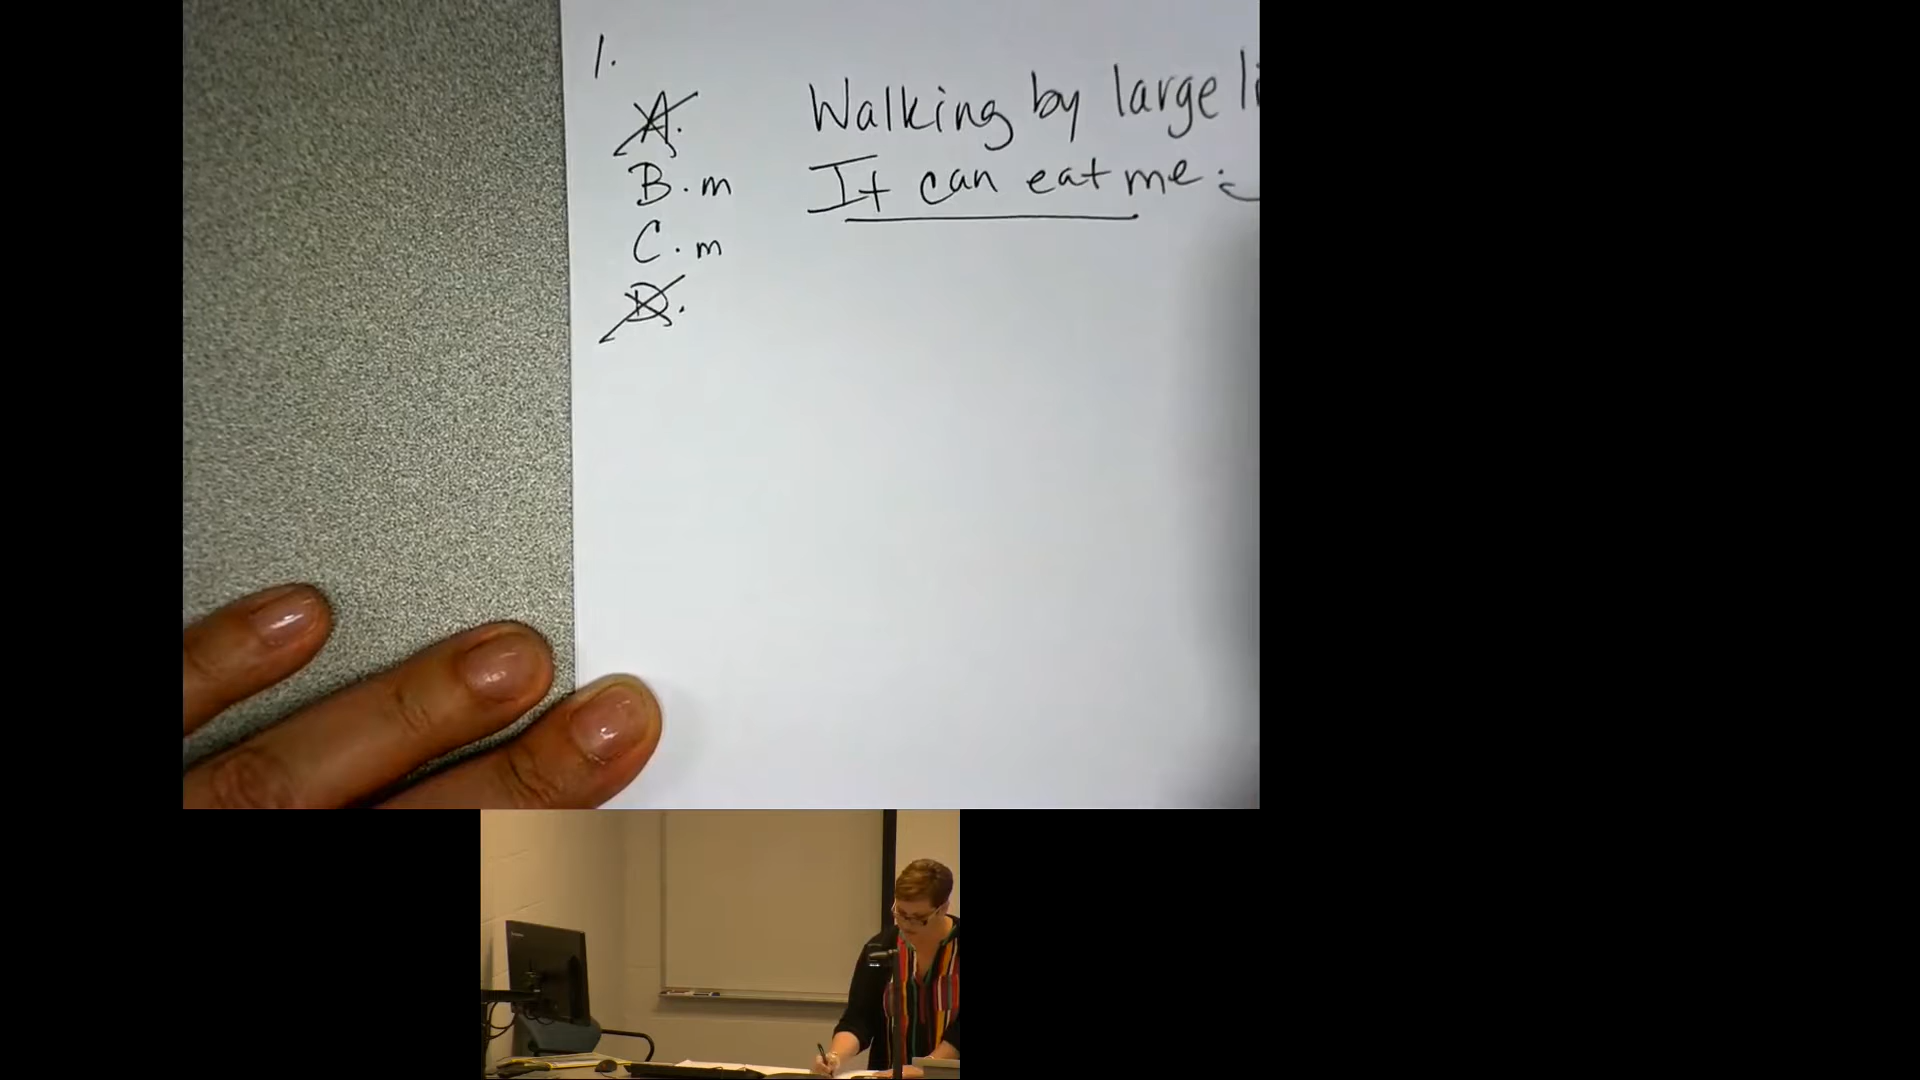 1.
A.
B. m
C. m
D.
Walking by large
It can eat me.